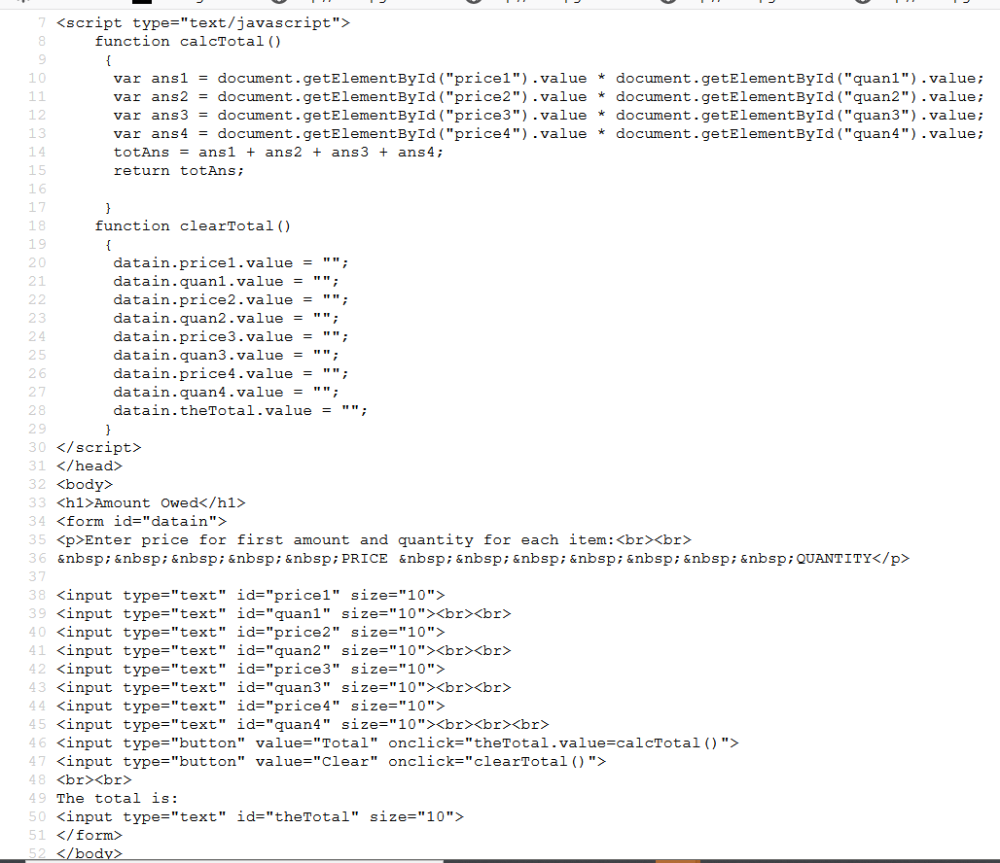 7 <script type="text/javascript">
8     function calcTotal()
9      {
10      var ans1 = document.getElementById("price1").value * document.getElementById("quan1").value;
11      var ans2 = document.getElementById("price2").value * document.getElementById("quan2").value;
12      var ans3 = document.getElementById("price3").value * document.getElementById("quan3").value;
13      var ans4 = document.getElementById("price4").value * document.getElementById("quan4").value;
14      totAns = ans1 + ans2 + ans3 + ans4;
15      return totAns;
16
17      }
18     function clearTotal()
19      {
20      datain.price1.value = "";
21      datain.quan1.value = "";
22      datain.price2.value = "";
23      datain.quan2.value = "";
24      datain.price3.value = "";
25      datain.quan3.value = "";
26      datain.price4.value = "";
27      datain.quan4.value = "";
28      datain.theTotal.value = "";
29      }
30 </script>
31 </head>
32 <body>
33 <h1>Amount Owed</h1>
34 <form id="datain">
35 <p>Enter price for first amount and quantity for each item:<br><br>
36 &nbsp;&nbsp;&nbsp;&nbsp;&nbsp;PRICE &nbsp;&nbsp;&nbsp;&nbsp;&nbsp;&nbsp;&nbsp;QUANTITY</p>
37
38 <input type="text" id="price1" size="10">
39 <input type="text" id="quan1" size="10"><br><br>
40 <input type="text" id="price2" size="10">
41 <input type="text" id="quan2" size="10"><br><br>
42 <input type="text" id="price3" size="10">
43 <input type="text" id="quan3" size="10"><br><br>
44 <input type="text" id="price4" size="10">
45 <input type="text" id="quan4" size="10"><br><br><br>
46 <input type="button" value="Total" onclick="theTotal.value=calcTotal()">
47 <input type="button" value="Clear" onclick="clearTotal()">
48 <br><br>
49 The total is:
50 <input type="text" id="theTotal" size="10">
51 </form>
52 </body>